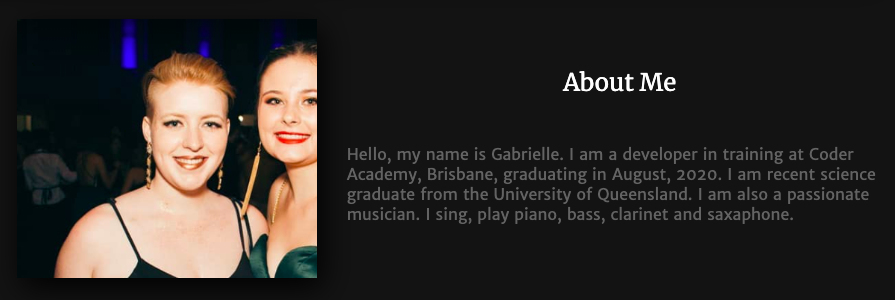 About Me
Hello, my name is Gabrielle. I am a developer in training at Coder
Academy, Brisbane, graduating in August, 2020. I am recent science
graduate from the University of Queensland. I am also a passionate
musician. I sing, play piano, bass, clarinet and saxaphone.